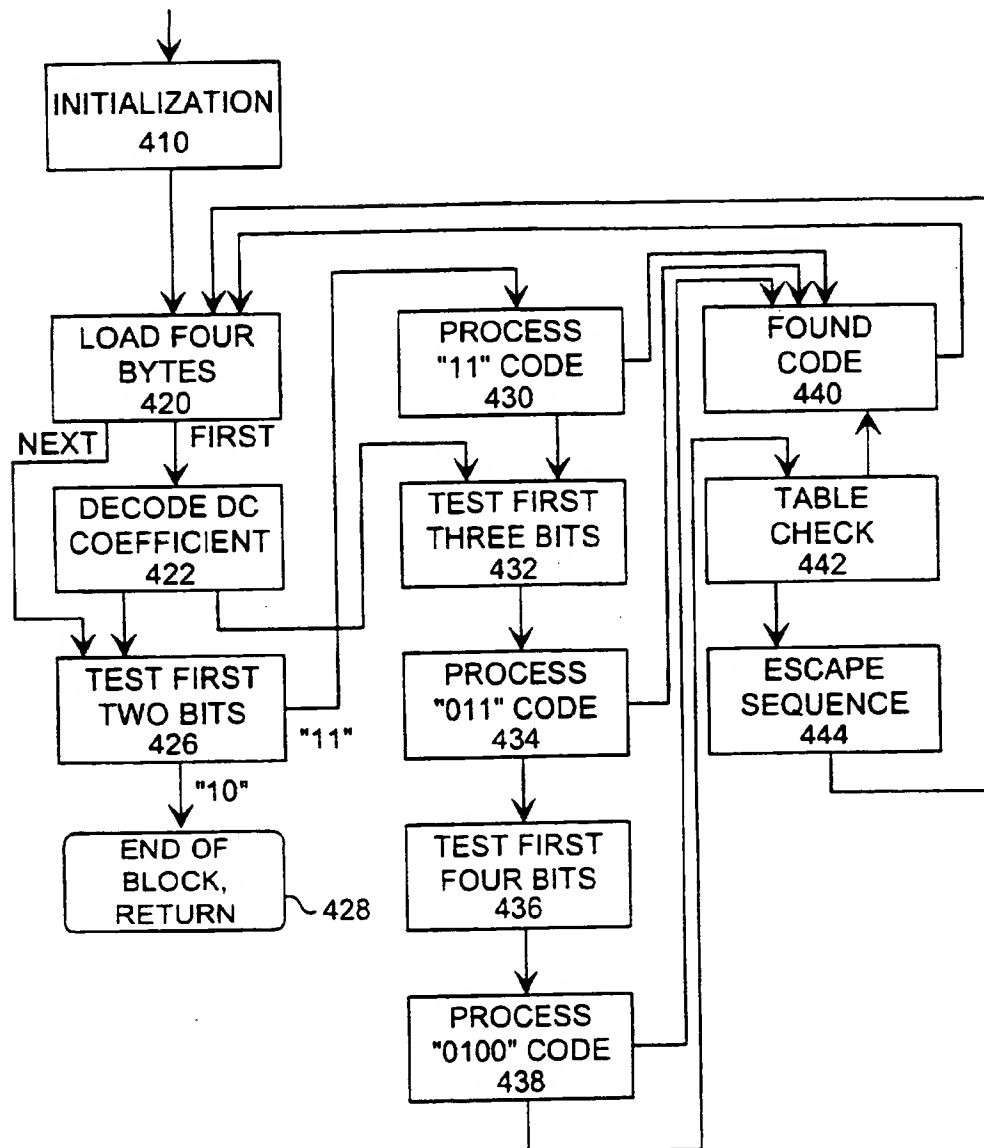 INITIALIZATION
410
LOAD FOUR
BYTES
420
NEXT
FIRST
DECODE DC
COEFFICIENT
422
TEST FIRST
TWO BITS
426
"11"
"10"
END OF
BLOCK,
RETURN
428
PROCESS
"11" CODE
430
TEST FIRST
THREE BITS
432
PROCESS
"011" CODE
434
TEST FIRST
FOUR BITS
436
PROCESS
"0100" CODE
438
FOUND
CODE
440
TABLE
CHECK
442
ESCAPE
SEQUENCE
444